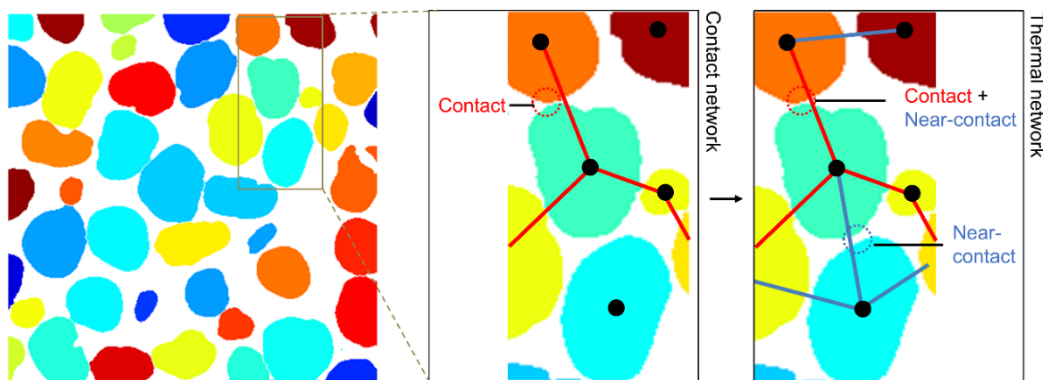 Contact
Contact network
Contact +
Near-contact
Near-
contact
Thermal network